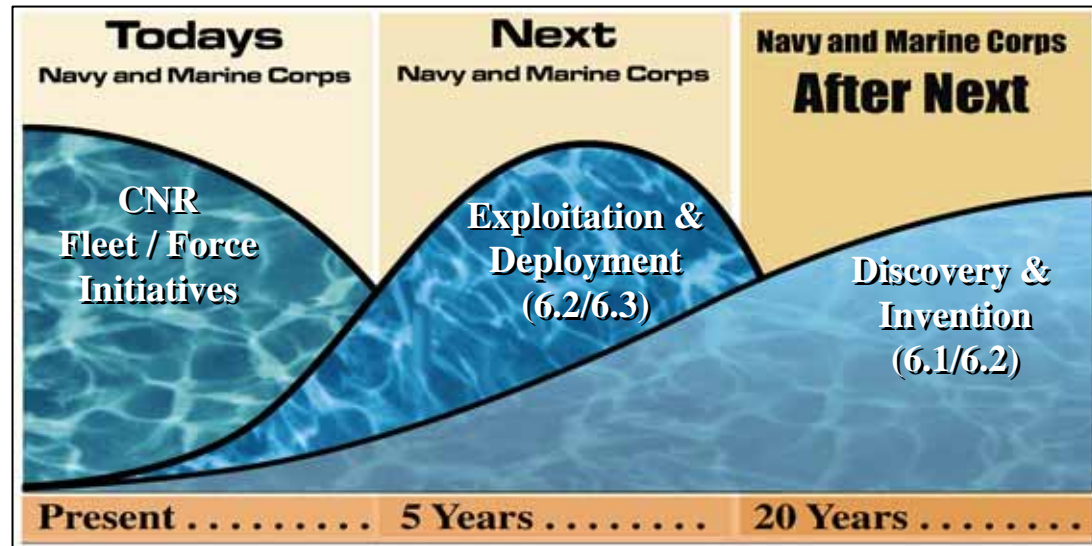 Todays
Navy and Marine Corps
Next
Navy and Marine Corps
Navy and Marine Corps
After Next
CNR
Fleet / Force
Initiatives
Exploitation &
Deployment
(6.2/6.3)
Discovery &
Invention
(6.1/6.2)
Present . . . . . . . . . 5 Years . . . . . . . . 20 Years . . . . . . . .